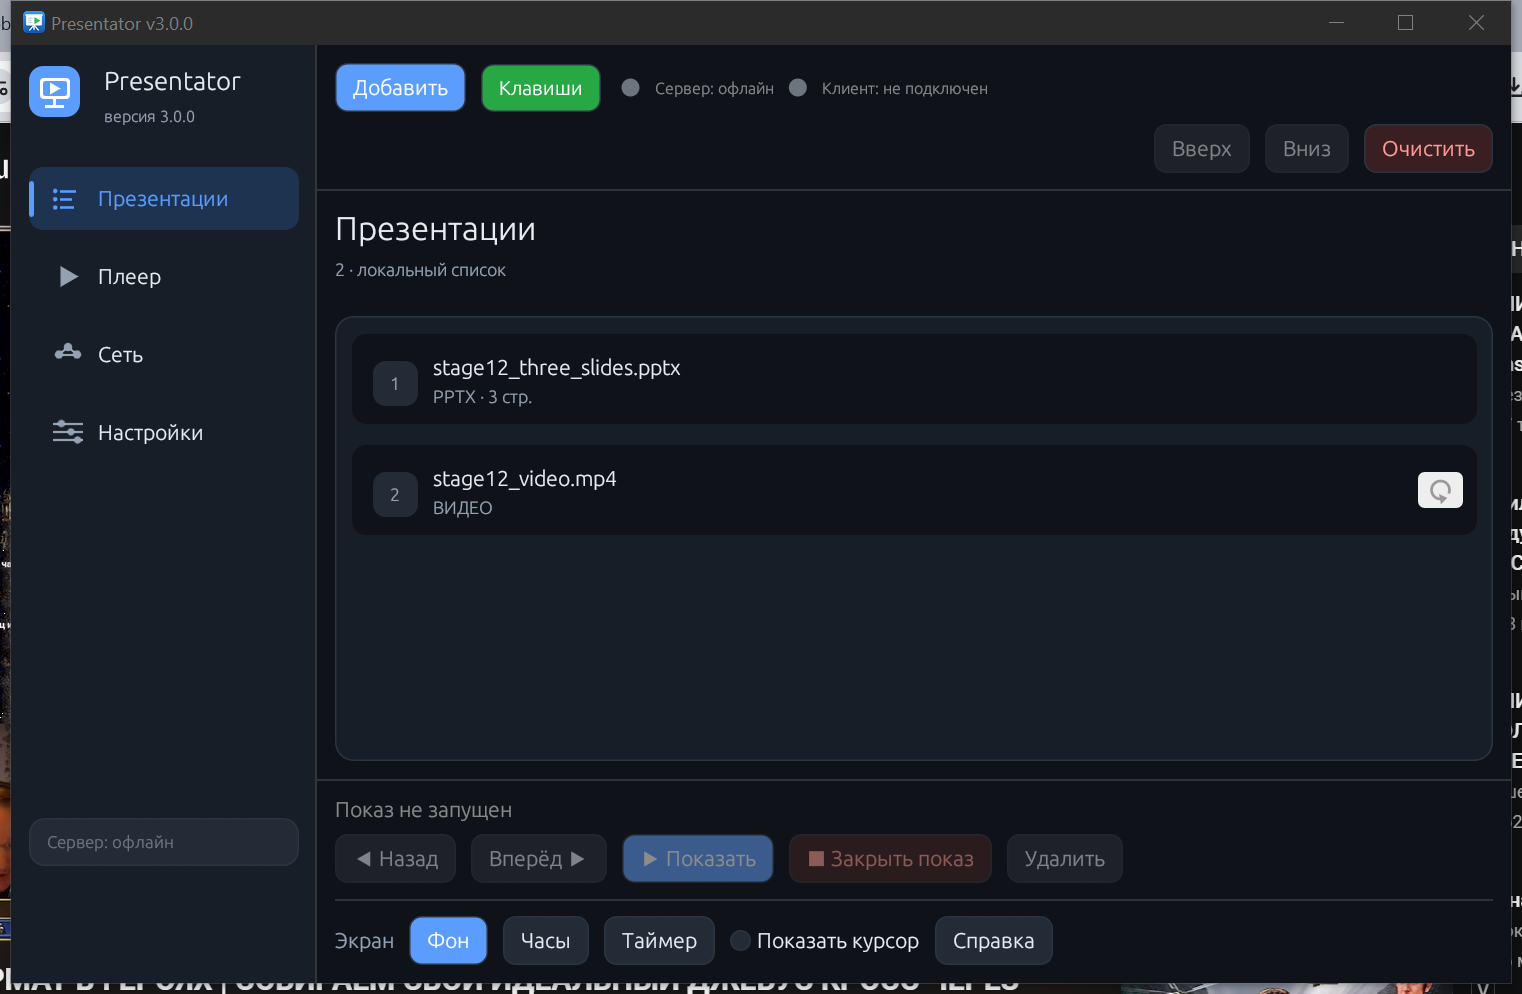 Presentator v3.0.0
Presentator
версия 3.0.0
Презентации
Плеер
Сеть
Настройки
Сервер: офлайн
Добавить
Клавиши
Сервер: офлайн
Клиент: не подключен
Вверх
Вниз
Очистить
Презентации
2 · локальный список
1
stage12_three_slides.pptx
PPTX · 3 стр.
2
stage12_video.mp4
ВИДЕО
Показ не запущен
◀ Назад
Вперёд ▶
▶ Показать
■ Закрыть показ
Удалить
Экран
Фон
Часы
Таймер
Показать курсор
Справка